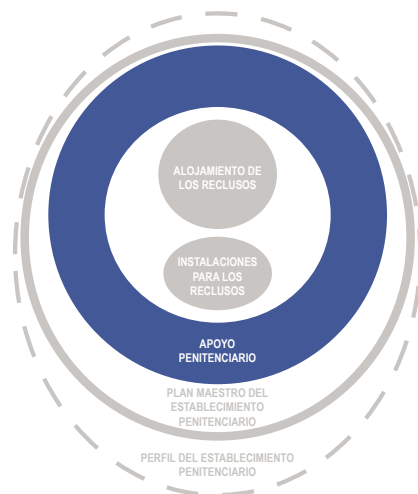 ALOJAMIENTO DE
LOS RECLUSOS
INSTALACIONES
PARA LOS
RECLUSOS
APOYO
PENITENCIARIO
PLAN MAESTRO DEL
ESTABLECIMIENTO
PENITENCIARIO
PERFIL DEL ESTABLECIMIENTO
PENITENCIARIO